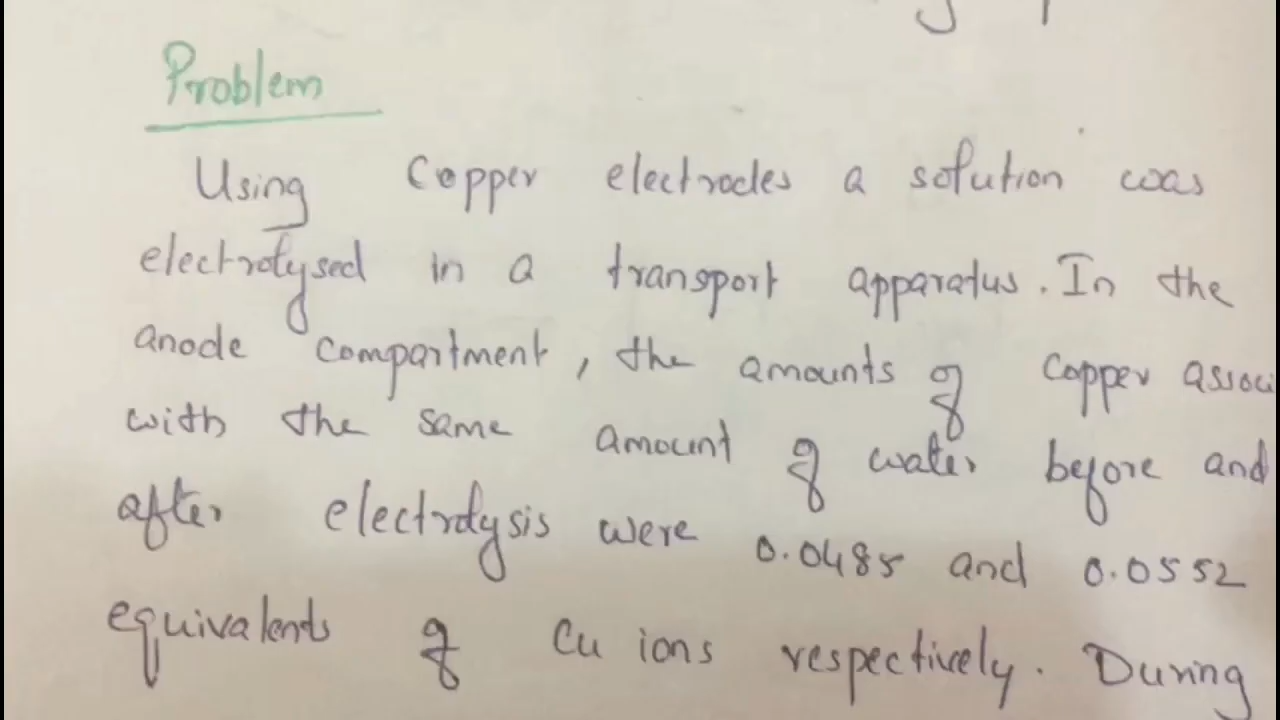 Problem
Using Copper electrodes a solution was
electrolysed in a transport apparatus. In the
anode compartment, the amounts of Copper associ
with the same amount of water before and
after electrolysis were 0.0485 and 0.0552
equivalents of Cu ions respectively. During